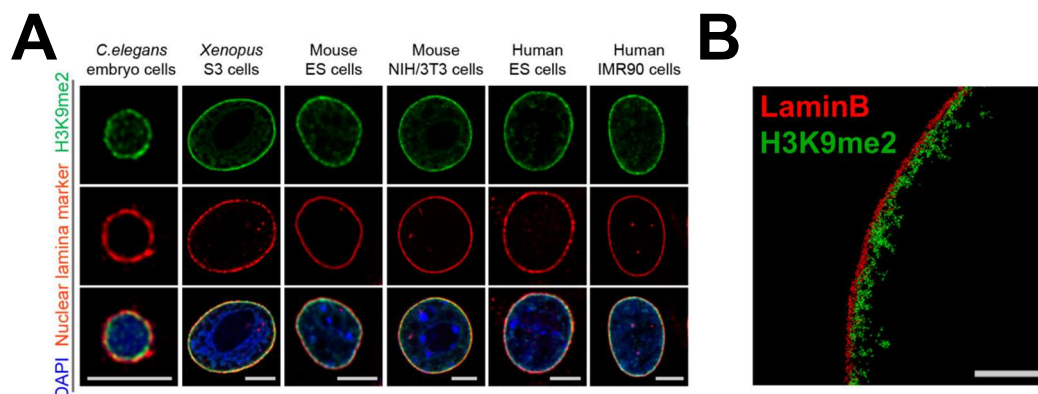 A
C.elegans
embryo cells
Xenopus
S3 cells
Mouse
ES cells
Mouse
NIH/3T3 cells
Human
ES cells
Human
IMR90 cells
DAPI Nuclear lamina marker H3K9me2
B
LaminB
H3K9me2